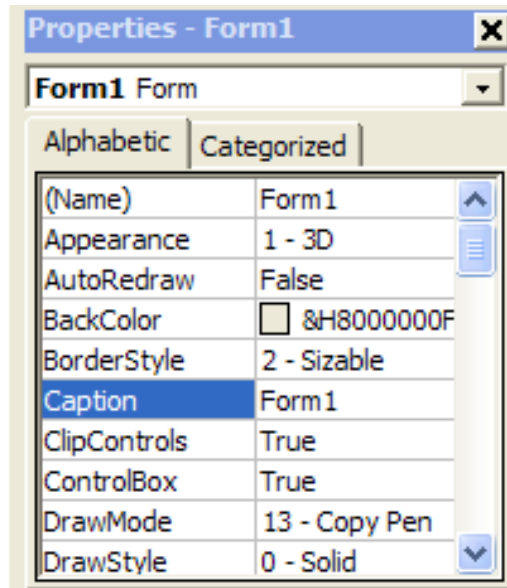 Properties - Form1
Form1 Form
Alphabetic Categorized
(Name) Form1
Appearance 1 - 3D
AutoRedraw False
BackColor &H8000000F
BorderStyle 2 - Sizable
Caption Form1
ClipControls True
ControlBox True
DrawMode 13 - Copy Pen
DrawStyle 0 - Solid